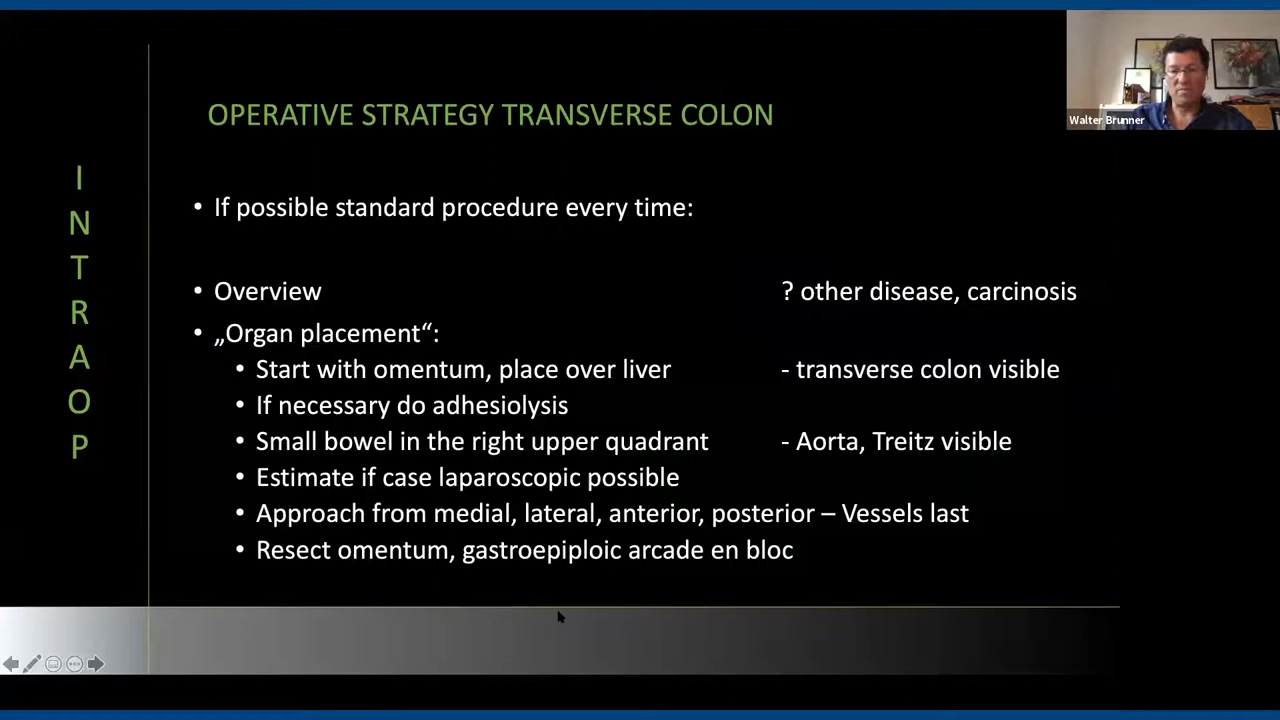 OPERATIVE STRATEGY TRANSVERSE COLON
Walter Brunner
INTRAOP
• If possible standard procedure every time:
• Overview ? other disease, carcinosis
• „Organ placement“:
• Start with omentum, place over liver - transverse colon visible
• If necessary do adhesiolysis
• Small bowel in the right upper quadrant - Aorta, Treitz visible
• Estimate if case laparoscopic possible
• Approach from medial, lateral, anterior, posterior – Vessels last
• Resect omentum, gastroepiploic arcade en bloc